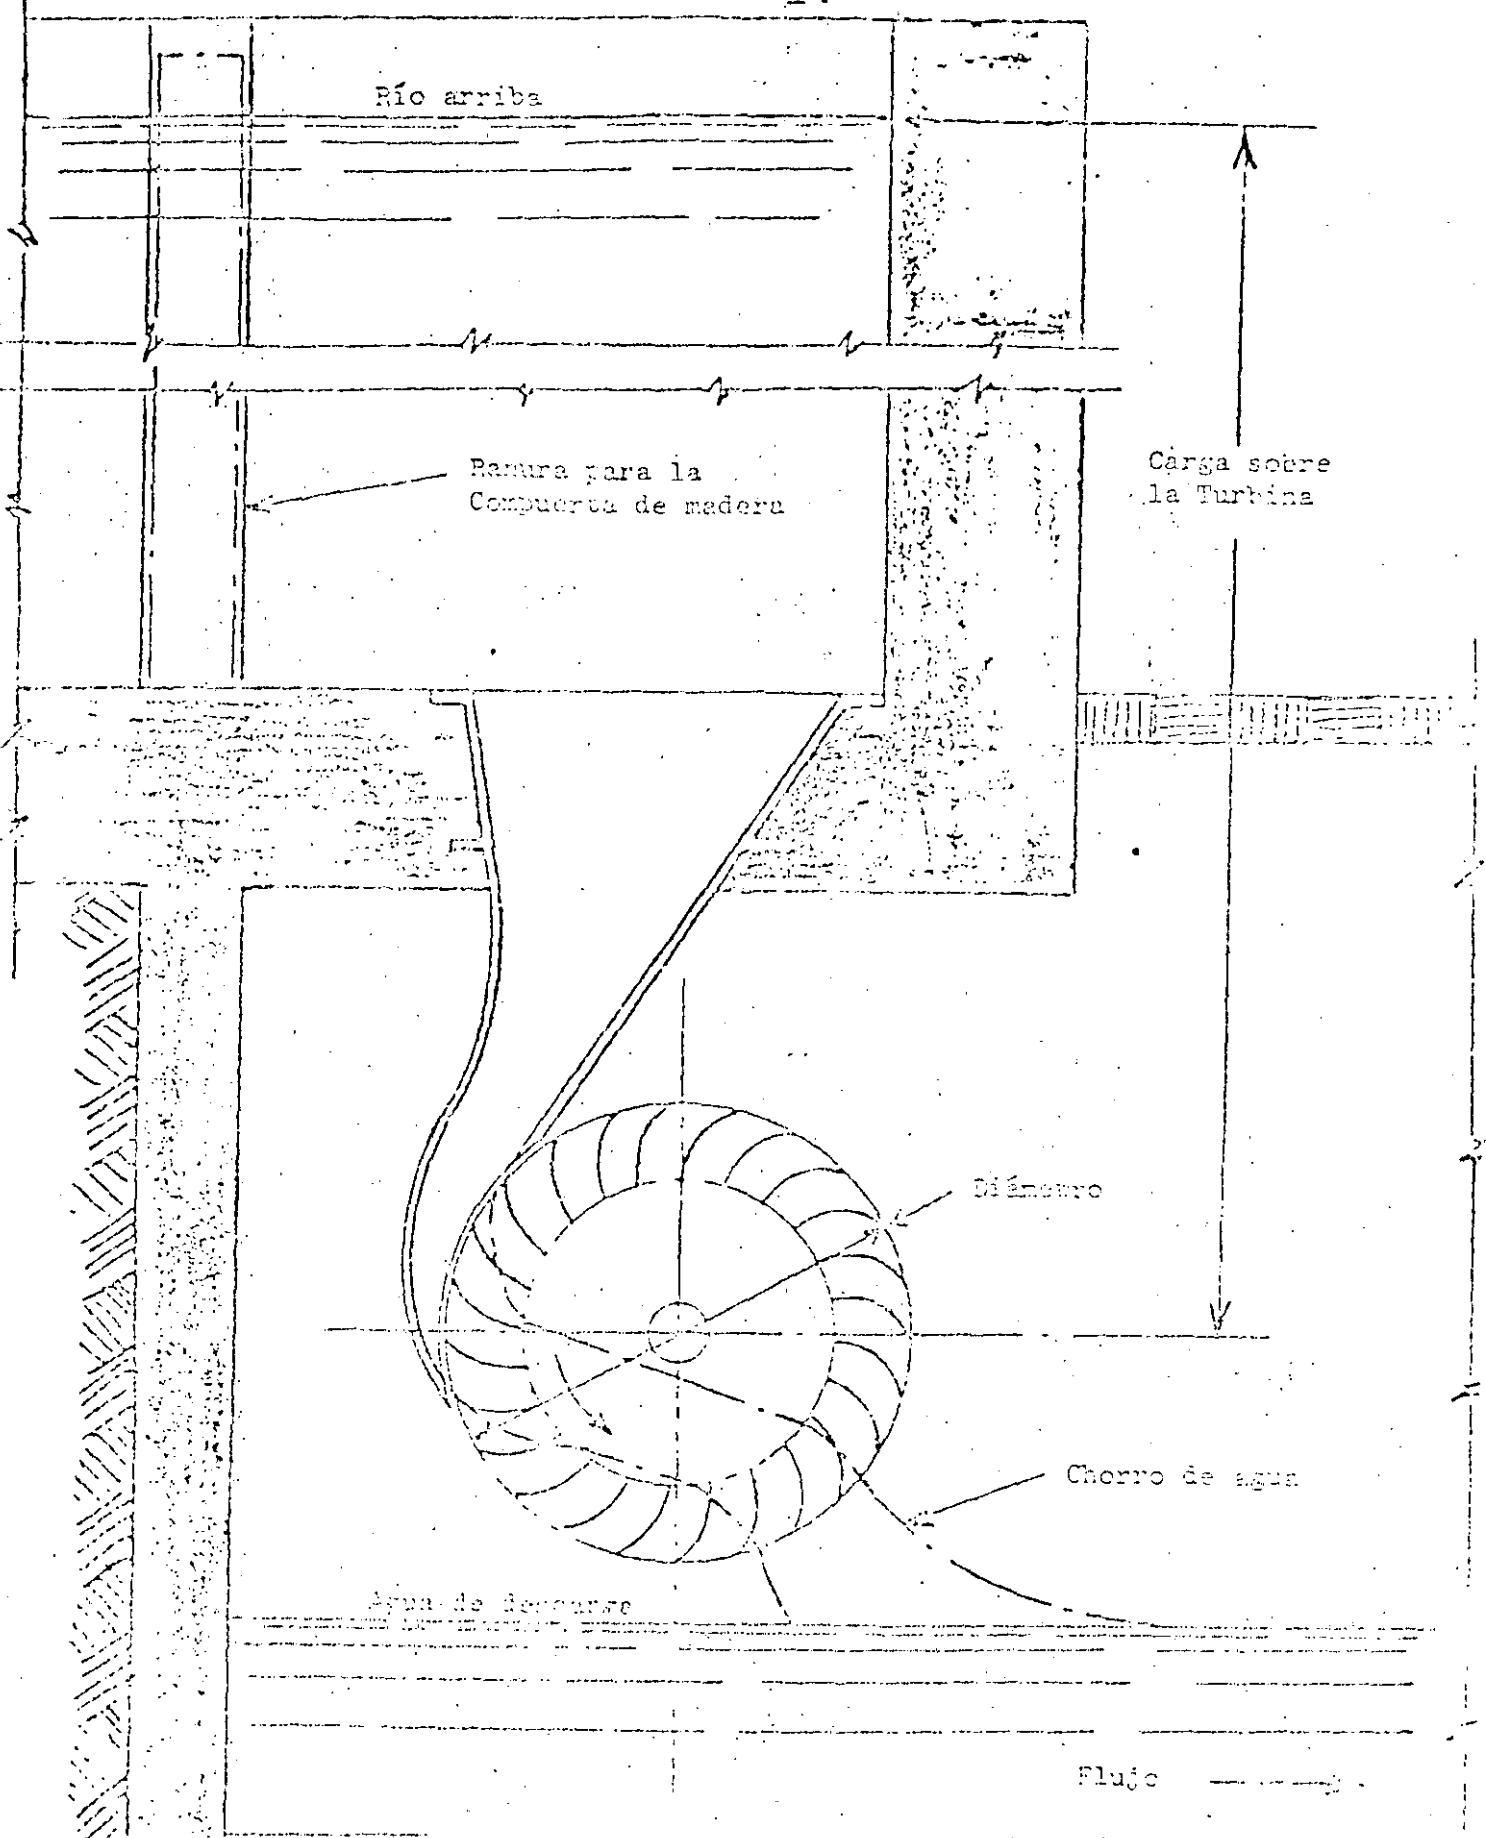 Río arriba
Ranura para la
Compuerta de madera
Carga sobre
la Turbina
Diámetro
Chorro de agua
Agua de descarga
Flujo